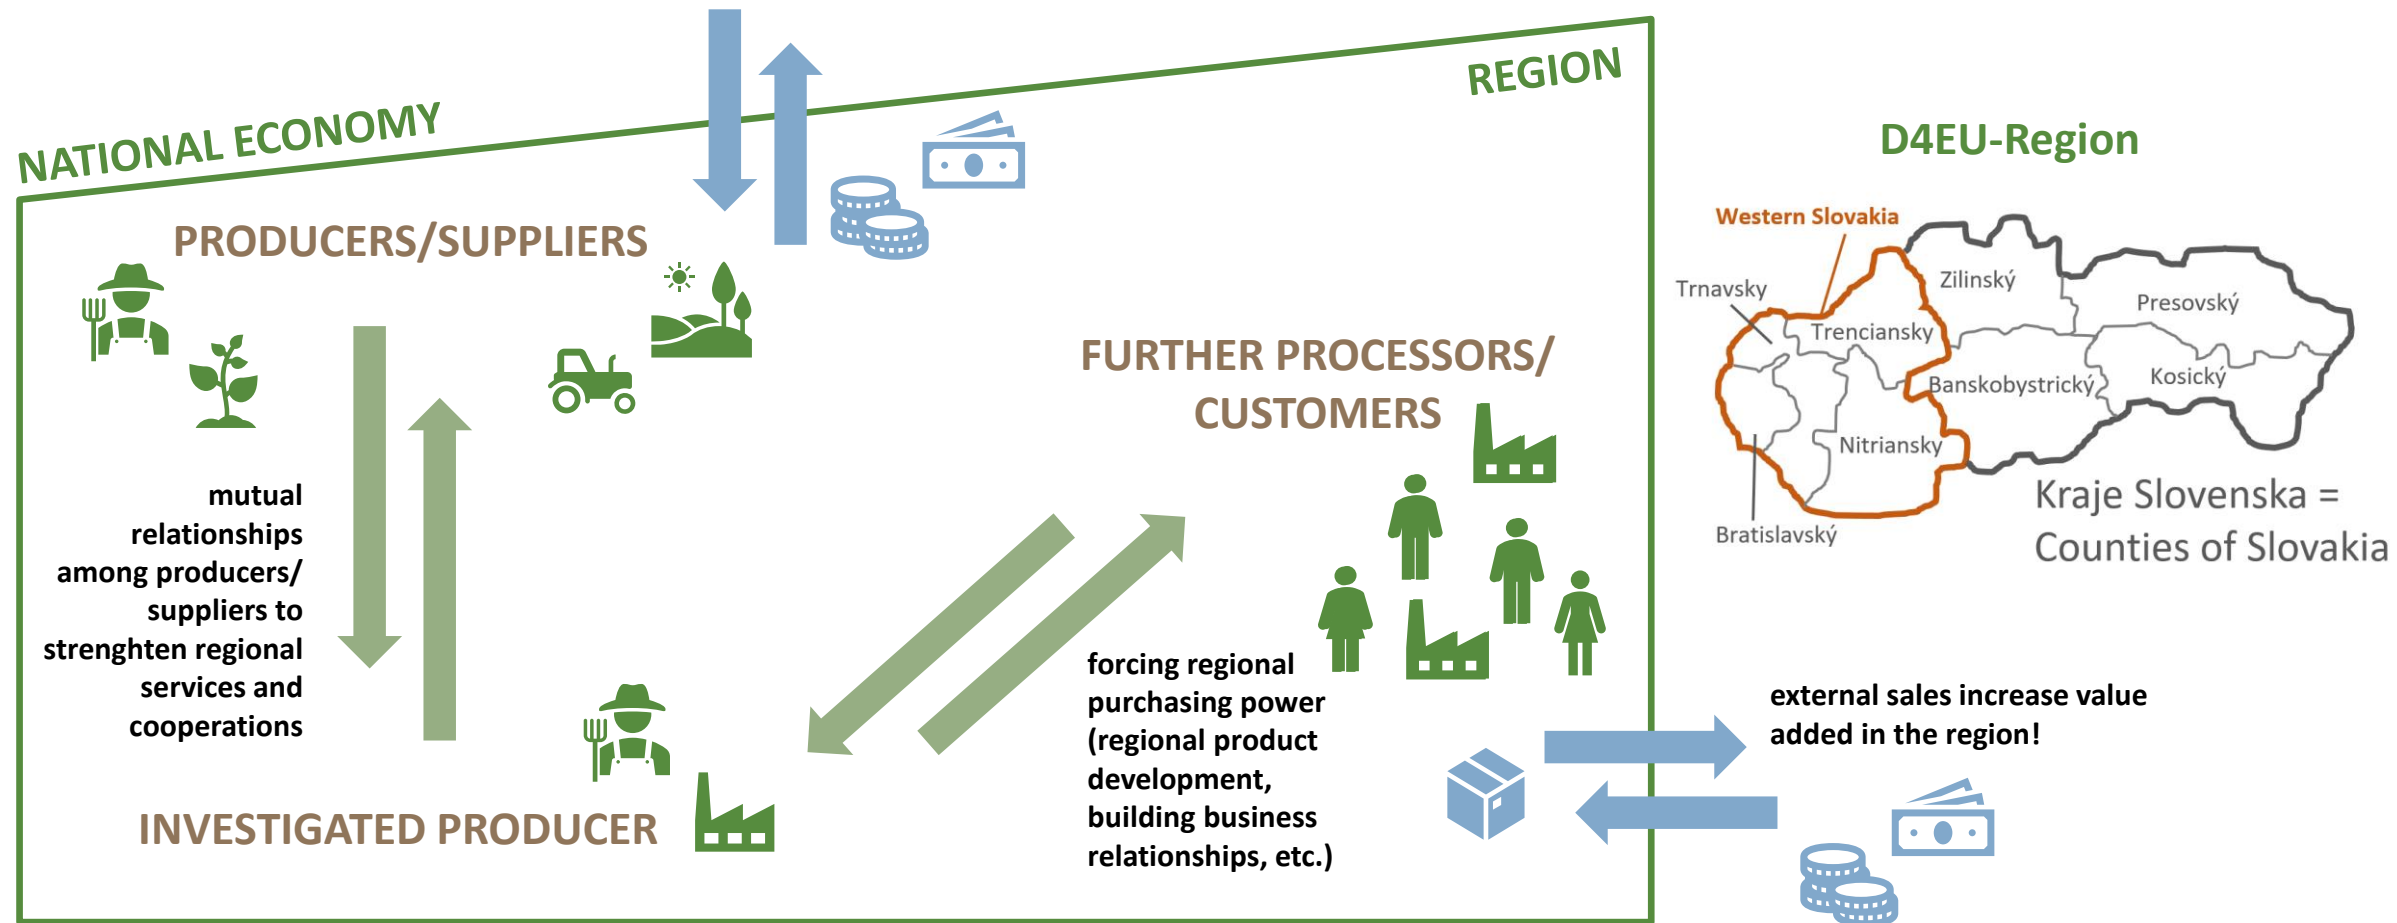 NATIONAL ECONOMY
REGION
PRODUCERS/SUPPLIERS
mutual
relationships
among producers/
suppliers to
strenghten regional
services and
cooperations
INVESTIGATED PRODUCER
FURTHER PROCESSORS/
CUSTOMERS
forcing regional
purchasing power
(regional product
development,
building business
relationships, etc.)
D4EU-Region
Western Slovakia
Trnavsky
Zilinský
Presovský
Trenciansky
Banskobystrický
Kosický
Nitriansky
Bratislavský
Kraje Slovenska =
Counties of Slovakia
external sales increase value
added in the region!